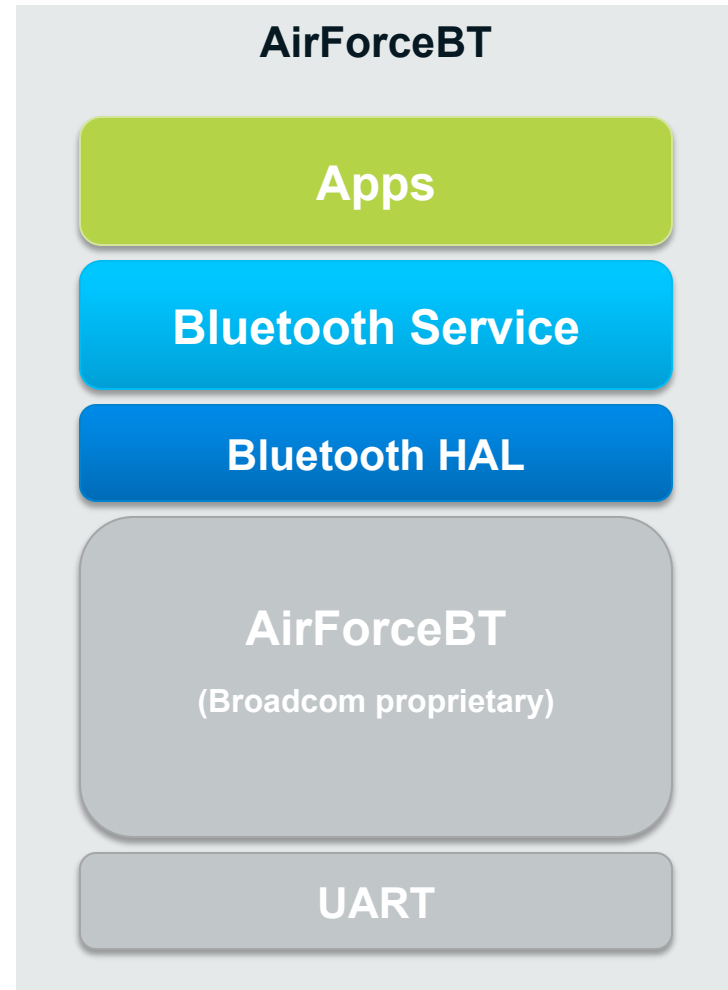 AirForceBT
Apps
Bluetooth Service
Bluetooth HAL
AirForceBT
(Broadcom proprietary)
UART